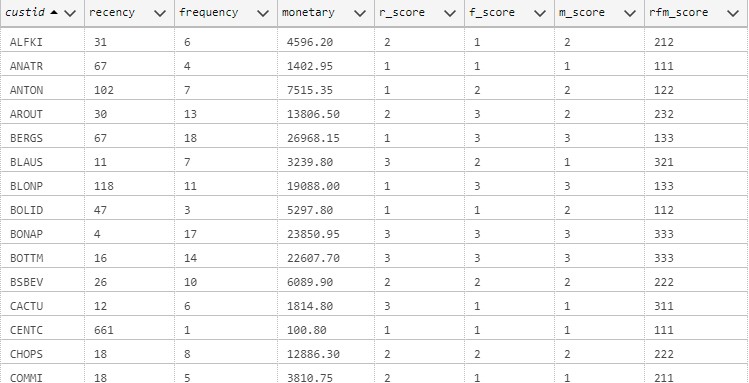 custid recency frequency monetary r_score f_score m_score rfm_score
ALFKI 31 6 4596.20 2 1 2 212
ANATR 67 4 1402.95 1 1 1 111
ANTON 102 7 7515.35 1 2 2 122
AROUT 30 13 13806.50 2 3 2 232
BERGS 67 18 26968.15 1 3 3 133
BLAUS 11 7 3239.80 3 2 1 321
BLONP 118 11 19088.00 1 3 3 133
BOLID 47 3 5297.80 1 1 2 112
BONAP 4 17 23850.95 3 3 3 333
BOTTM 16 14 22607.70 3 3 3 333
BSBEV 26 10 6089.90 2 2 2 222
CACTU 12 6 1814.80 3 1 1 311
CENTC 661 1 100.80 1 1 1 111
CHOPS 18 8 12886.30 2 2 2 222
COMMI 18 5 3810.75 2 1 1 211